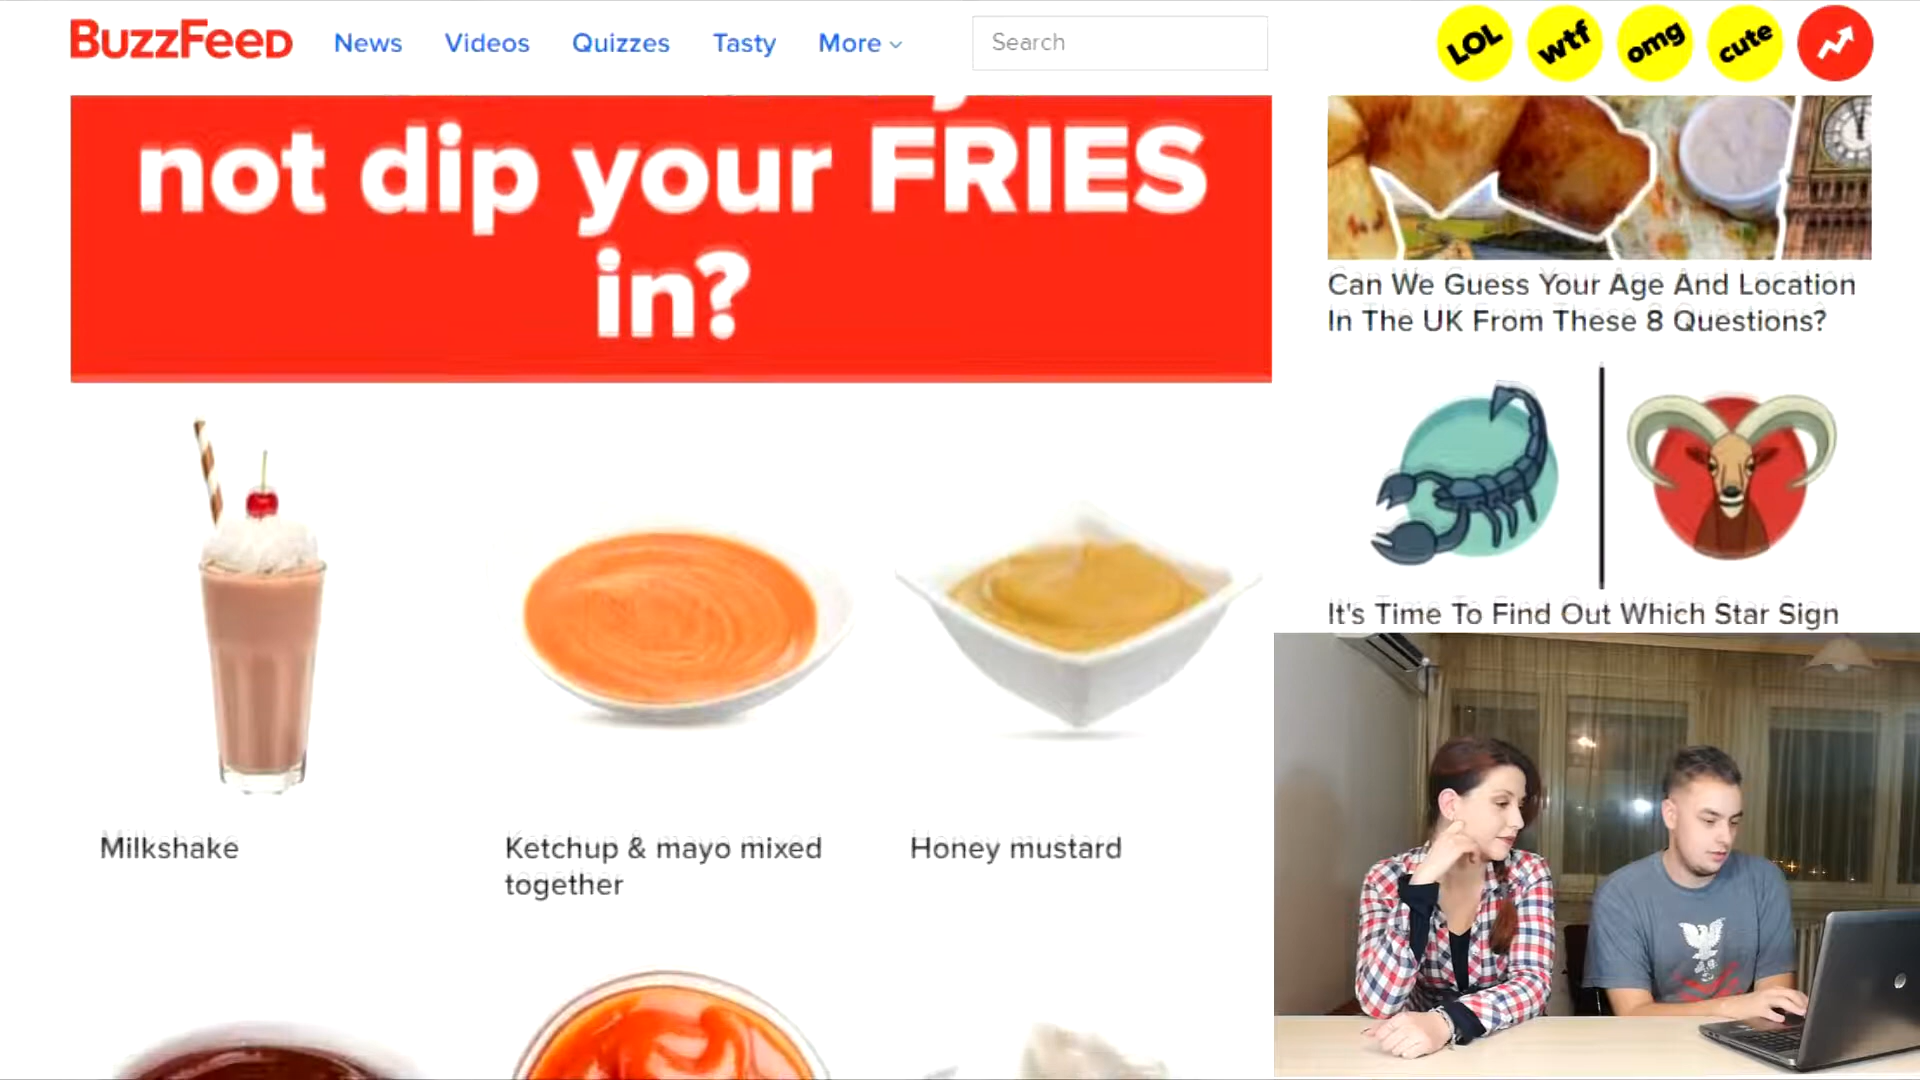 BuzzFeed News Videos Quizzes Tasty More Search LOL wtf omg cute
not dip your FRIES
in?
Milkshake
Ketchup & mayo mixed
together
Honey mustard
Can We Guess Your Age And Location
In The UK From These 8 Questions?
It's Time To Find Out Which Star Sign